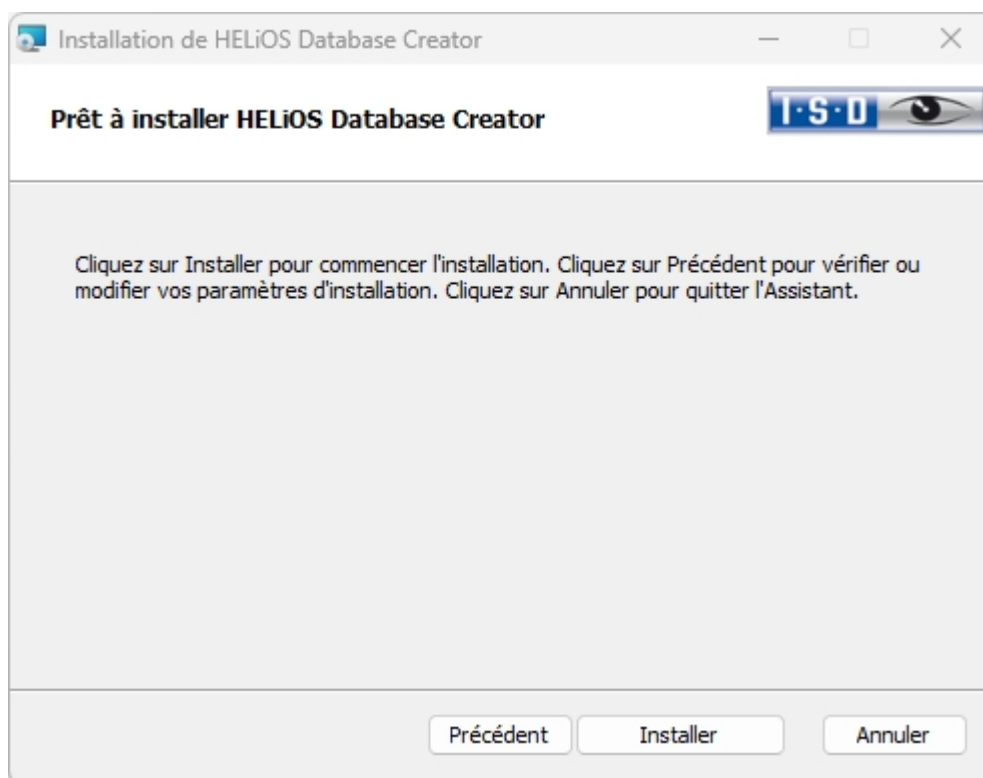 Installation de HELiOS Database Creator
Prêt à installer HELiOS Database Creator
I·S·D
Cliquez sur Installer pour commencer l'installation. Cliquez sur Précédent pour vérifier ou
modifier vos paramètres d'installation. Cliquez sur Annuler pour quitter l'Assistant.
Précédent
Installer
Annuler